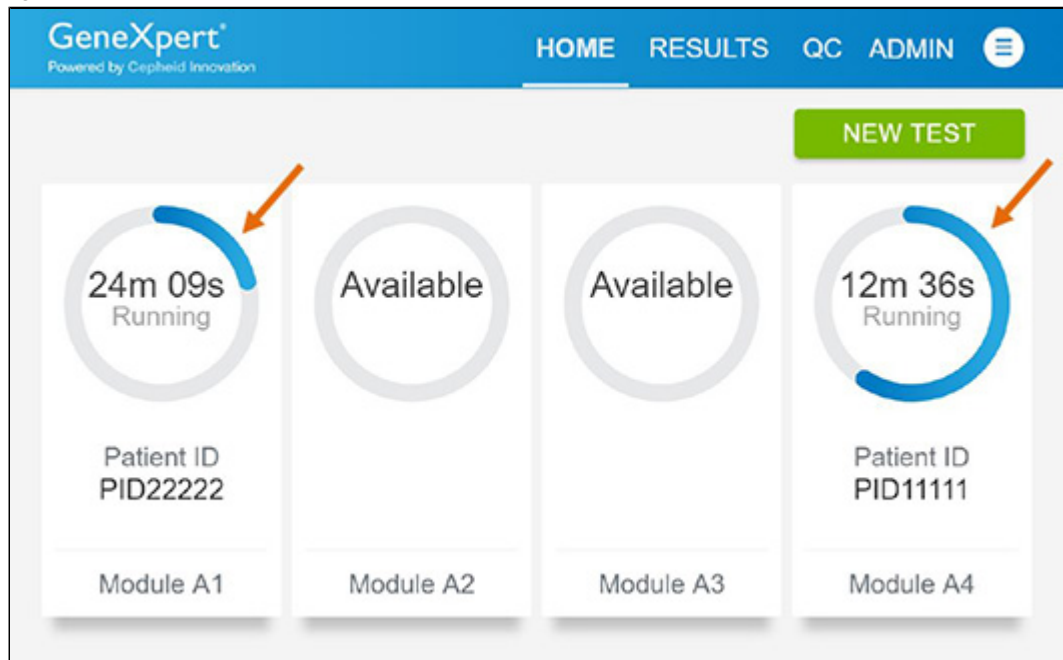 GeneXpert®
Powered by Cepheid Innovation
HOME RESULTS QC ADMIN
NEW TEST
24m 09s
Running
Patient ID
PID22222
Module A1
Available
Module A2
Available
Module A3
12m 36s
Running
Patient ID
PID11111
Module A4